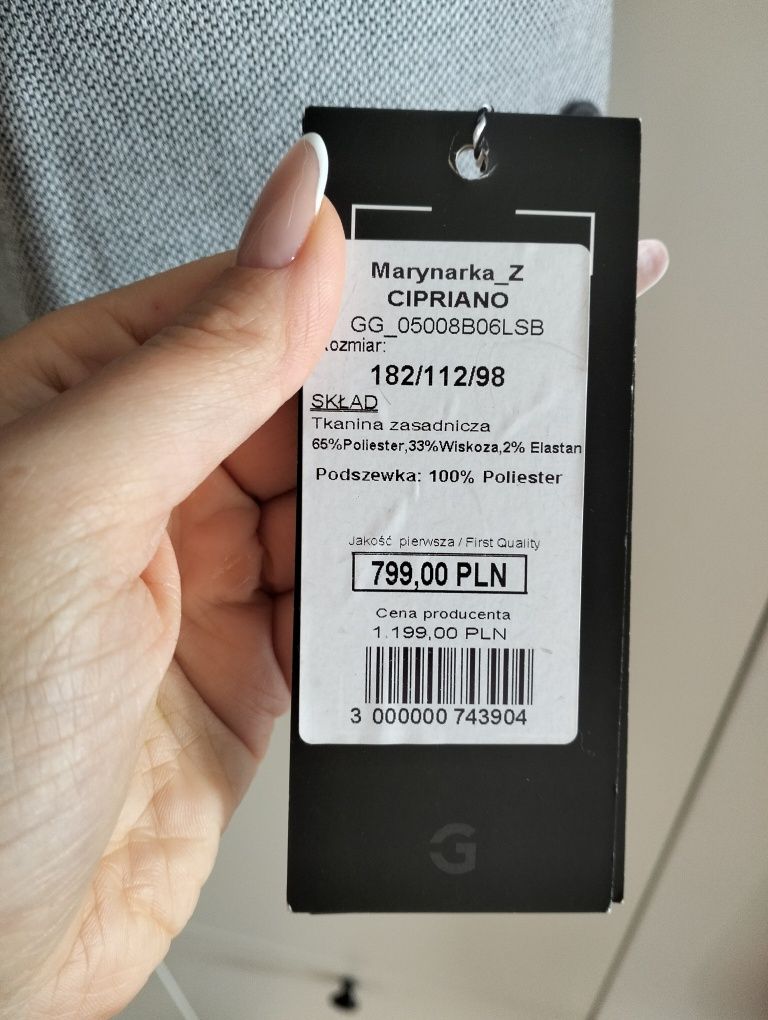 Marynarka_Z
CIPRIANO
GG_05008B06LSB
Rozmiar:
182/112/98
SKŁAD
Tkanina zasadnicza
65%Poliester,33%Wiskoza,2% Elastan
Podszewka: 100% Poliester
Jakość pierwsza / First Quality
799,00 PLN
Cena producenta
1.199,00 PLN
3 000000 743904
G